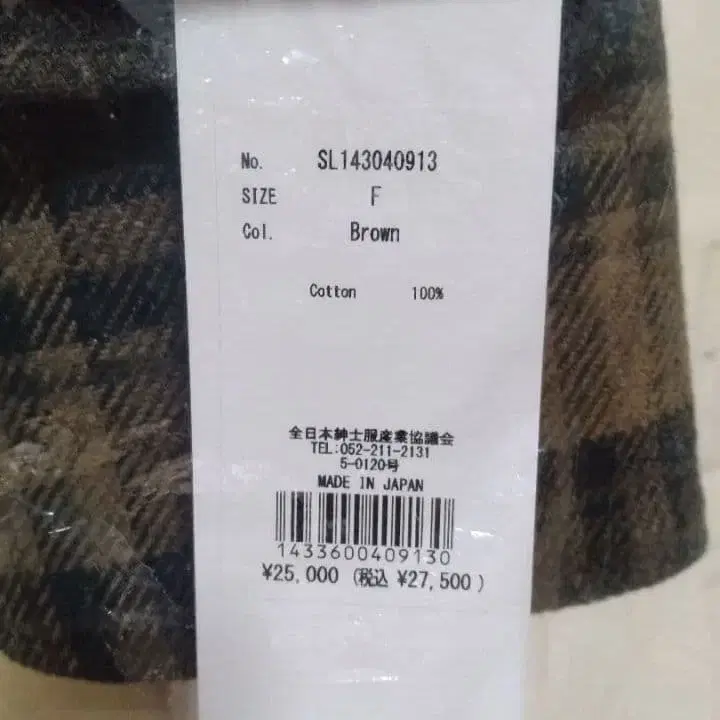 No. SL143040913
SIZE F
Col. Brown
Cotton 100%
全日本紳士服産業協議会
TEL:052-211-2131
5-0120号
MADE IN JAPAN
1433600409130
¥25,000 (税込 ¥27,500)